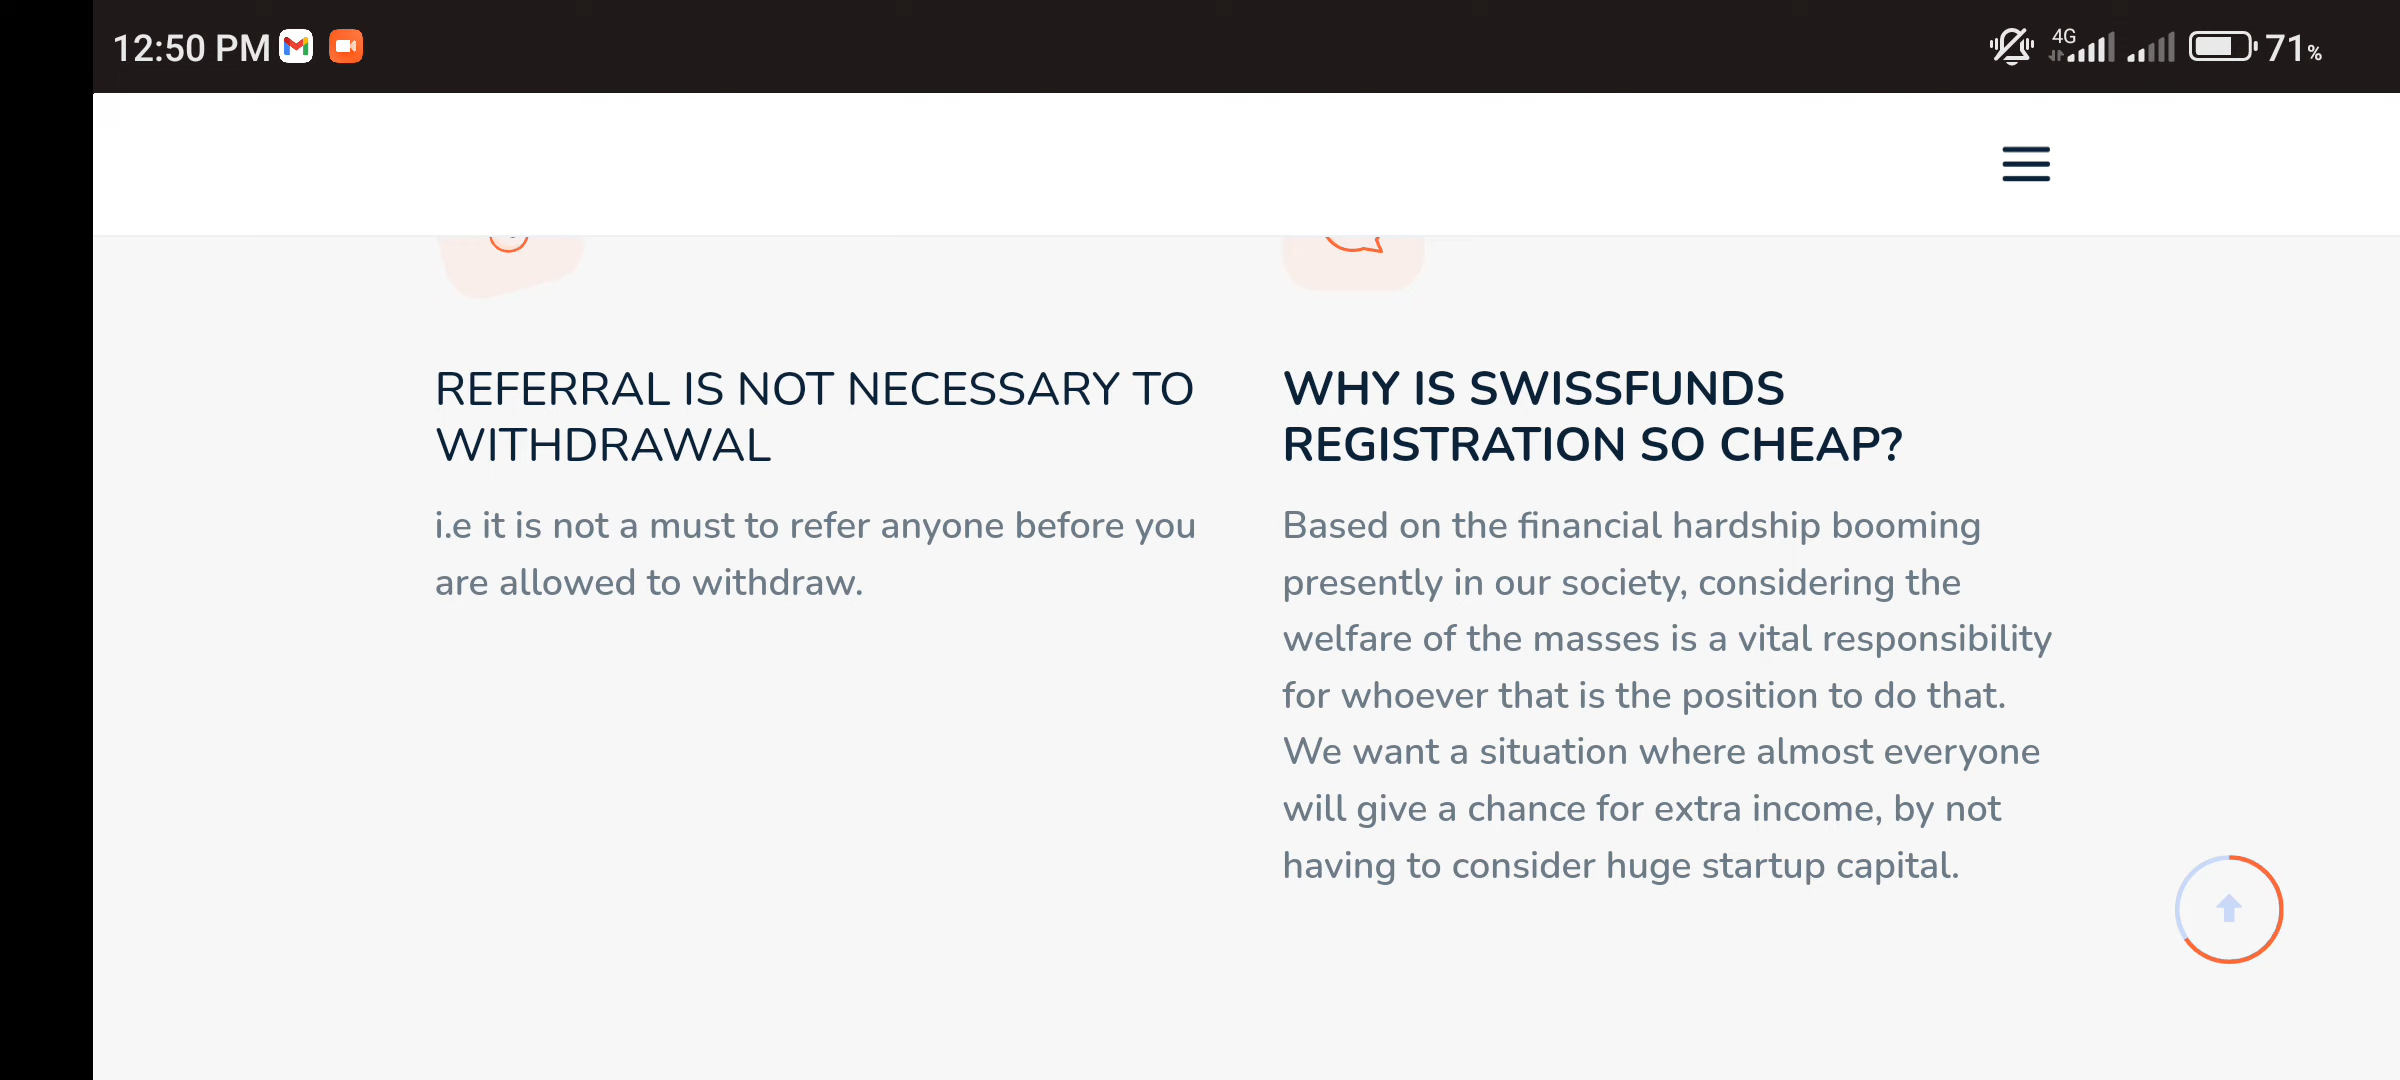 12:50 PM
4G
71%
REFERRAL IS NOT NECESSARY TO
WITHDRAWAL
i.e it is not a must to refer anyone before you
are allowed to withdraw.
WHY IS SWISSFUNDS
REGISTRATION SO CHEAP?
Based on the financial hardship booming
presently in our society, considering the
welfare of the masses is a vital responsibility
for whoever that is the position to do that.
We want a situation where almost everyone
will give a chance for extra income, by not
having to consider huge startup capital.